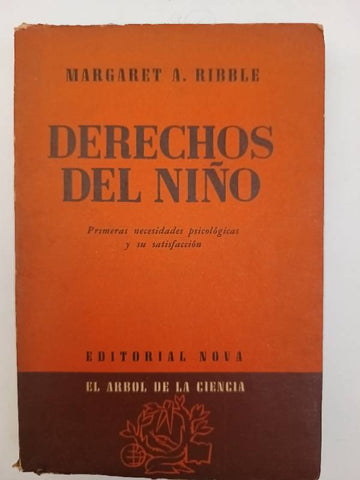 MARGARET A. RIBBLE
DERECHOS
DEL NIÑO
Primeras necesidades psicológicas
y su satisfacción
EDITORIAL NOVA
EL ARBOL DE LA CIENCIA